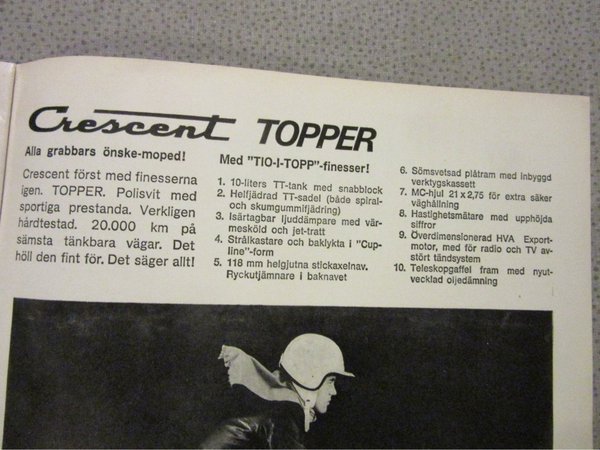 Crescent TOPPER
Alla grabbars önske-moped!
Crescent först med finesserna
igen. TOPPER. Polisvit med
sportiga prestanda. Verkligen
hårdtestad. 20.000 km på
sämsta tänkbara vägar. Det
höll den fint för. Det säger allt!
Med "TIO-I-TOPP"-finesser!
1. 10-liters TT-tank med snabblock
2. Helfjädrad TT-sadel (både spiral-
och skumgummifjädring)
3. Isärtagbar ljuddämpare med vär-
mesköld och jet-tratt
4. Strålkastare och baklykta i "Cup-
line"-form
5. 118 mm helgjutna stickaxelnav.
Ryckutjämnare i baknavet
6. Sömsvetsad plåtram med inbyggd
verktygskassett
7. MC-hjul 21 x 2,75 för extra säker
väghållning
8. Hastighetsmätare med upphöjda
siffror
9. Överdimensionerad HVA Export-
motor, med för radio och TV av-
stört tändsystem
10. Teleskopgaffel fram med nyut-
vecklad oljedämning